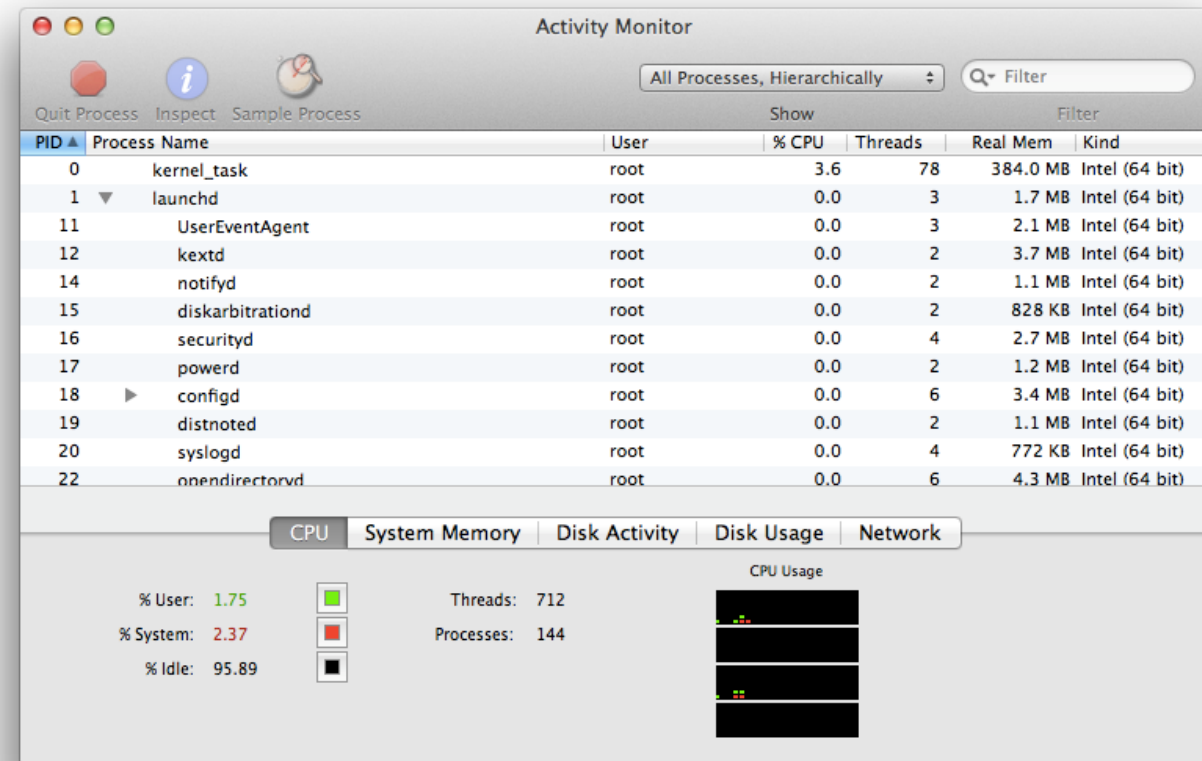 Activity Monitor
All Processes, Hierarchically Filter
Quit Process Inspect Sample Process Show Filter
PID Process Name User % CPU Threads Real Mem Kind
0 kernel_task root 3.6 78 384.0 MB Intel (64 bit)
1 launchd root 0.0 3 1.7 MB Intel (64 bit)
11 UserEventAgent root 0.0 3 2.1 MB Intel (64 bit)
12 kextd root 0.0 2 3.7 MB Intel (64 bit)
14 notifyd root 0.0 2 1.1 MB Intel (64 bit)
15 diskarbitrationd root 0.0 2 828 KB Intel (64 bit)
16 securityd root 0.0 4 2.7 MB Intel (64 bit)
17 powerd root 0.0 2 1.2 MB Intel (64 bit)
18 configd root 0.0 6 3.4 MB Intel (64 bit)
19 distnoted root 0.0 2 1.1 MB Intel (64 bit)
20 syslogd root 0.0 4 772 KB Intel (64 bit)
22 opendirectoryd root 0.0 6 4.3 MB Intel (64 bit)
CPU System Memory Disk Activity Disk Usage Network
CPU Usage
% User: 1.75 Threads: 712
% System: 2.37 Processes: 144
% Idle: 95.89